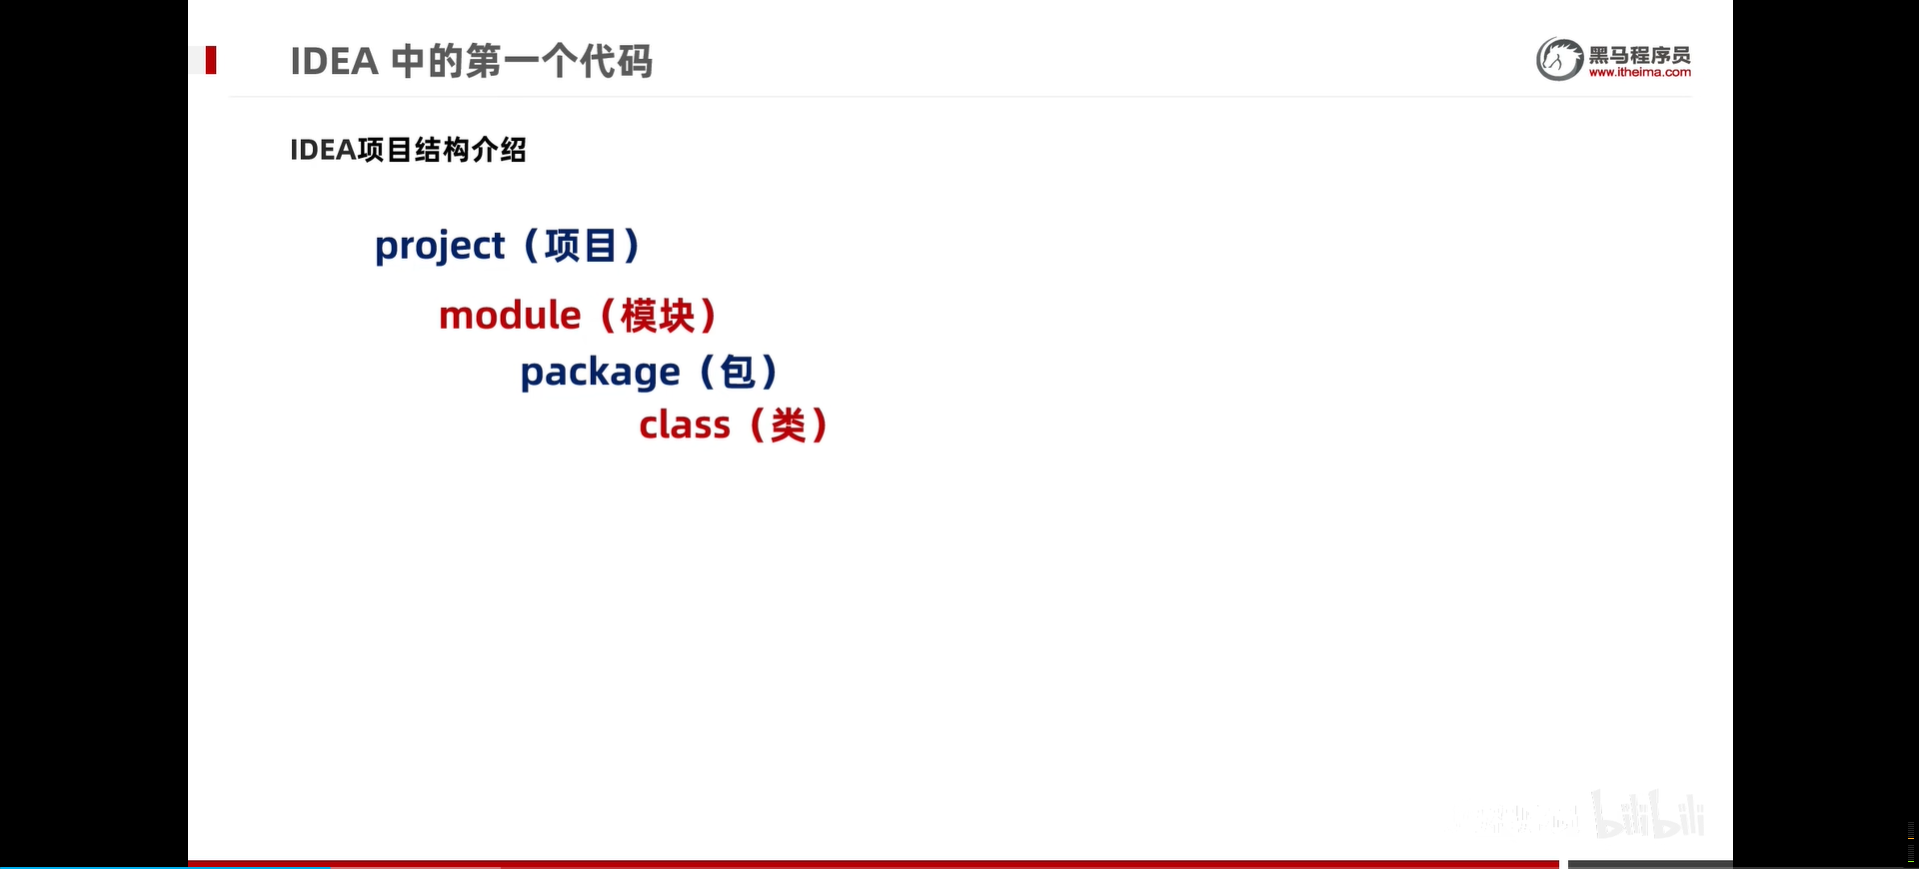 IDEA 中的第一个代码
黑马程序员
www.itheima.com
IDEA项目结构介绍
project（项目）
module（模块）
package（包）
class（类）
bilibili